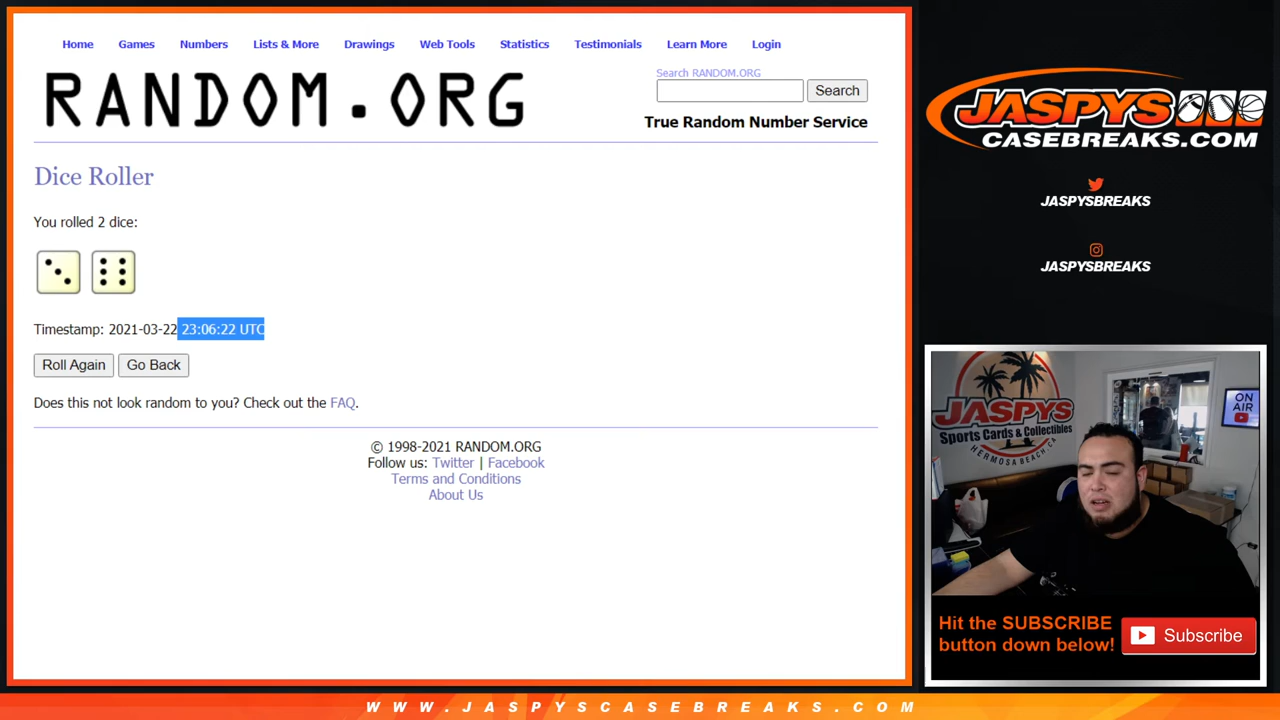 Home Games Numbers Lists & More Drawings Web Tools Statistics Testimonials Learn More Login
RANDOM.ORG
Search RANDOM.ORG
Search
True Random Number Service
Dice Roller
You rolled 2 dice:
Timestamp: 2021-03-22 23:06:22 UTC
Roll Again Go Back
Does this not look random to you? Check out the FAQ.
© 1998-2021 RANDOM.ORG
Follow us: Twitter | Facebook
Terms and Conditions
About Us
JASPYS
CASEBREAKS.COM
JASPYSBREAKS
JASPYSBREAKS
JASPYS
Sports Cards & Collectibles
HERMOSA BEACH, CA
ON
AIR
Hit the SUBSCRIBE
button down below!
Subscribe
WWW.JASPYSCASEBREAKS.COM